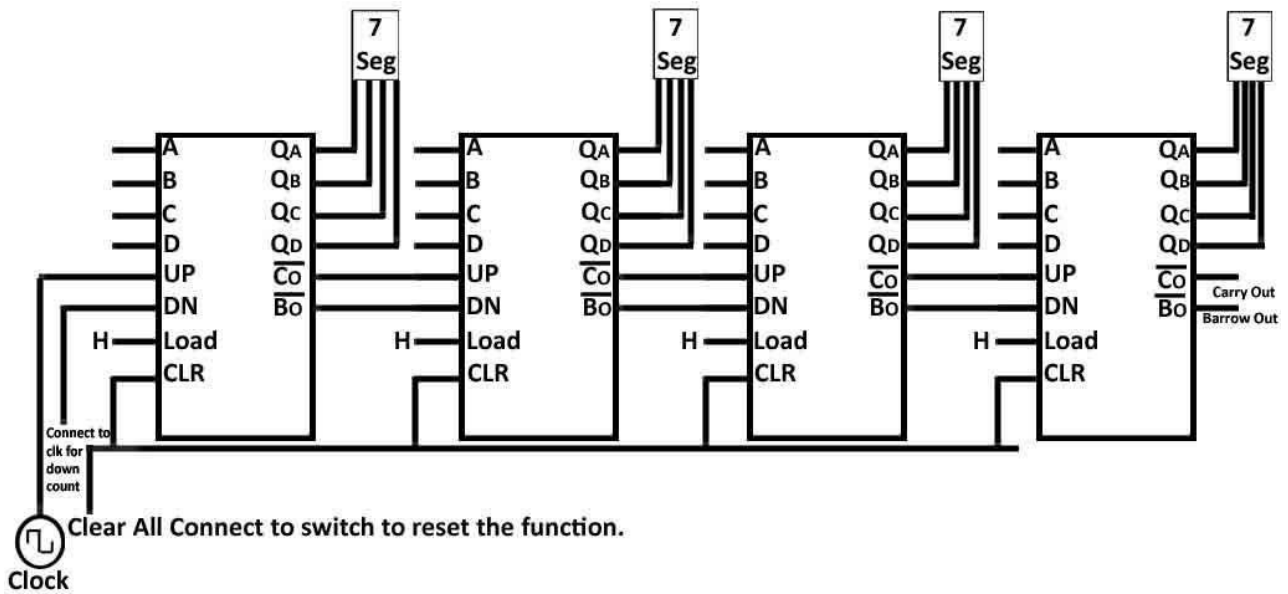 7
Seg
7
Seg
7
Seg
7
Seg
A
QA
B
QB
C
QC
D
QD
UP
Co
DN
Bo
H
Load
CLR
A
QA
B
QB
C
QC
D
QD
UP
Co
DN
Bo
H
Load
CLR
A
QA
B
QB
C
QC
D
QD
UP
Co
DN
Bo
H
Load
CLR
A
QA
B
QB
C
QC
D
QD
UP
Co
DN
Bo
H
Load
CLR
Carry Out
Barrow Out
Connect to
clk for
down
count
Clear All Connect to switch to reset the function.
Clock